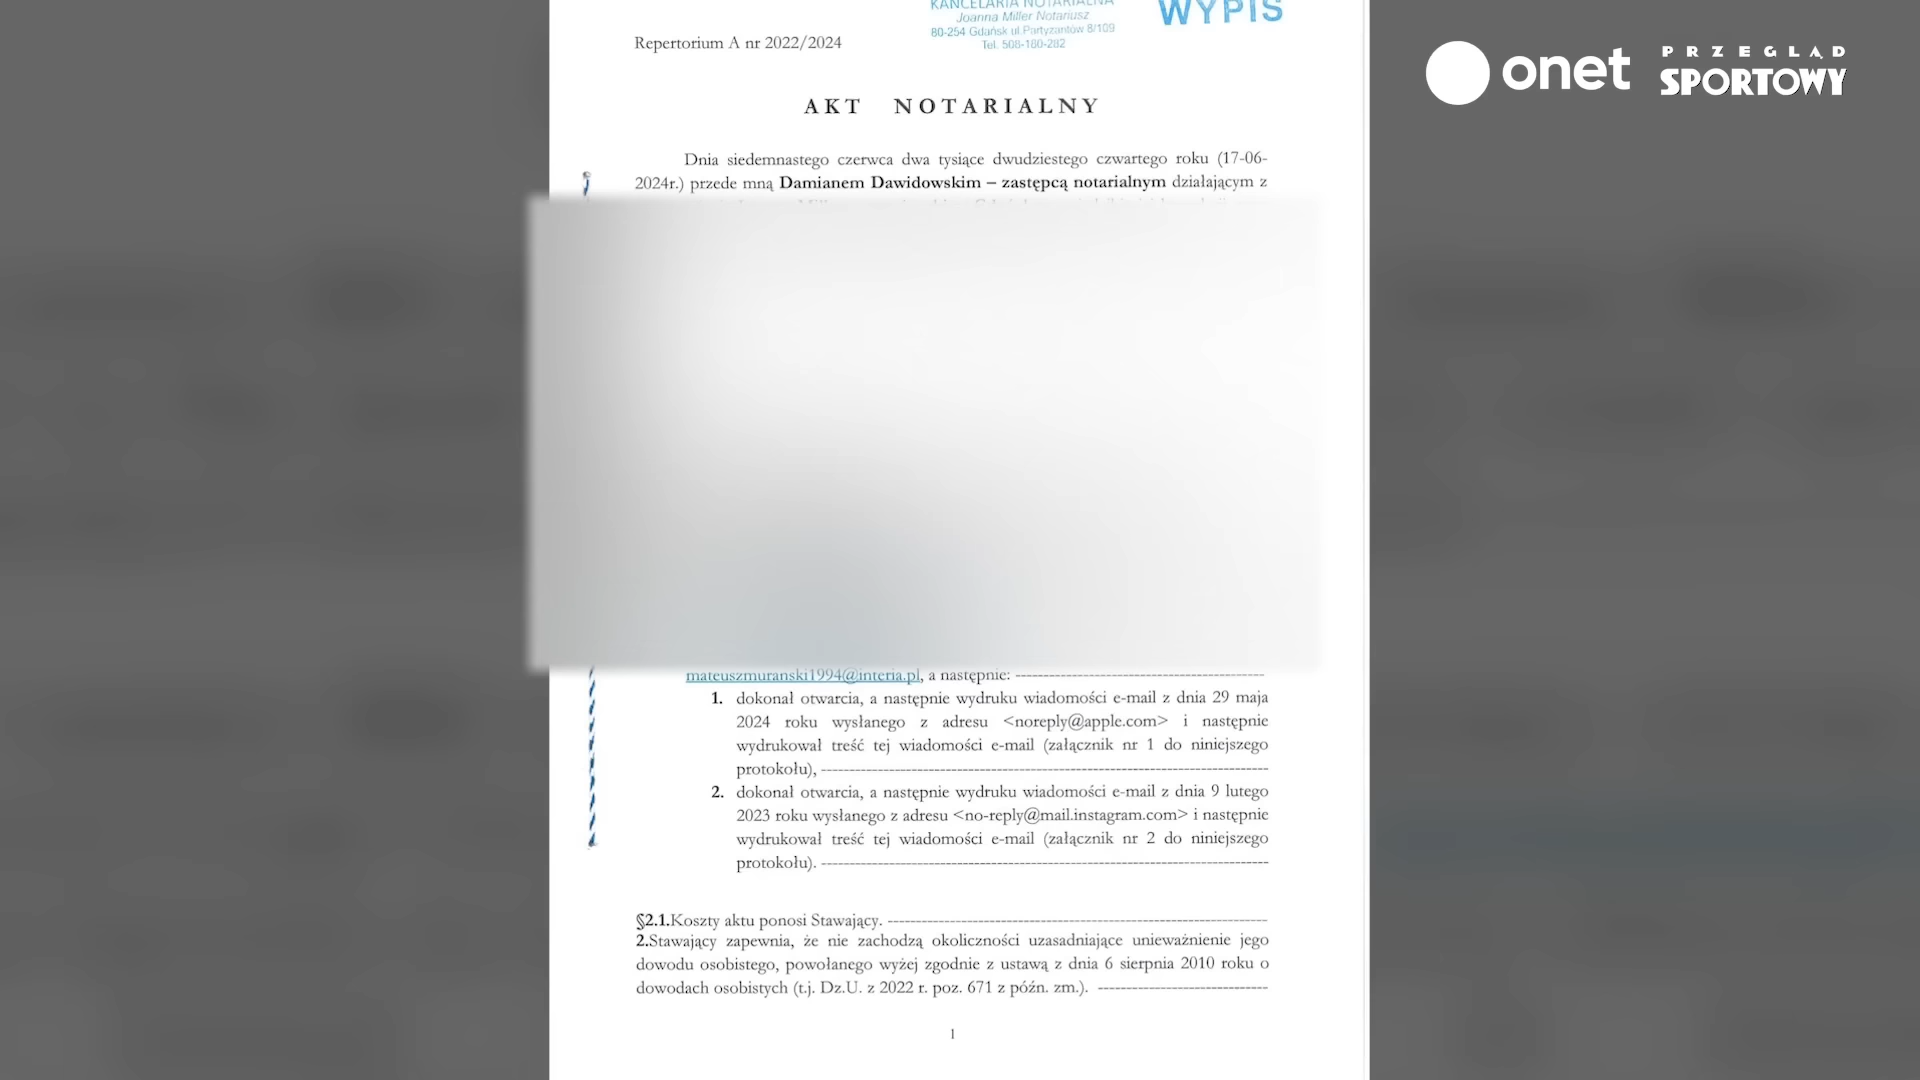 KANCELARIA NOTARIALNA
Joanna Miller Notariusz
80-254 Gdańsk ul.Partyzantów 8/109
Tel. 508-180-282
WYPIS
Repertorium A nr 2022/2024
onet
PRZEGLĄD
SPORTOWY
AKT NOTARIALNY
Dnia siedemnastego czerwca dwa tysiące dwudziestego czwartego roku (17-06-
2024r.) przede mną Damianem Dawidowskim – zastępcą notarialnym działającym z
mateuszmuranski1994@interia.pl, a następnie: ----------
1. dokonał otwarcia, a następnie wydruku wiadomości e-mail z dnia 29 maja
2024 roku wysłanego z adresu <noreply@apple.com> i następnie
wydrukował treść tej wiadomości e-mail (załącznik nr 1 do niniejszego
protokołu), ----------
2. dokonał otwarcia, a następnie wydruku wiadomości e-mail z dnia 9 lutego
2023 roku wysłanego z adresu <no-reply@mail.instagram.com> i następnie
wydrukował treść tej wiadomości e-mail (załącznik nr 2 do niniejszego
protokołu). ----------
§2.1.Koszty aktu ponosi Stawający. ----------
2.Stawający zapewnia, że nie zachodzą okoliczności uzasadniające unieważnienie jego
dowodu osobistego, powołanego wyżej zgodnie z ustawą z dnia 6 sierpnia 2010 roku o
dowodach osobistych (t.j. Dz.U. z 2022 r. poz. 671 z późn. zm.). ----------
1